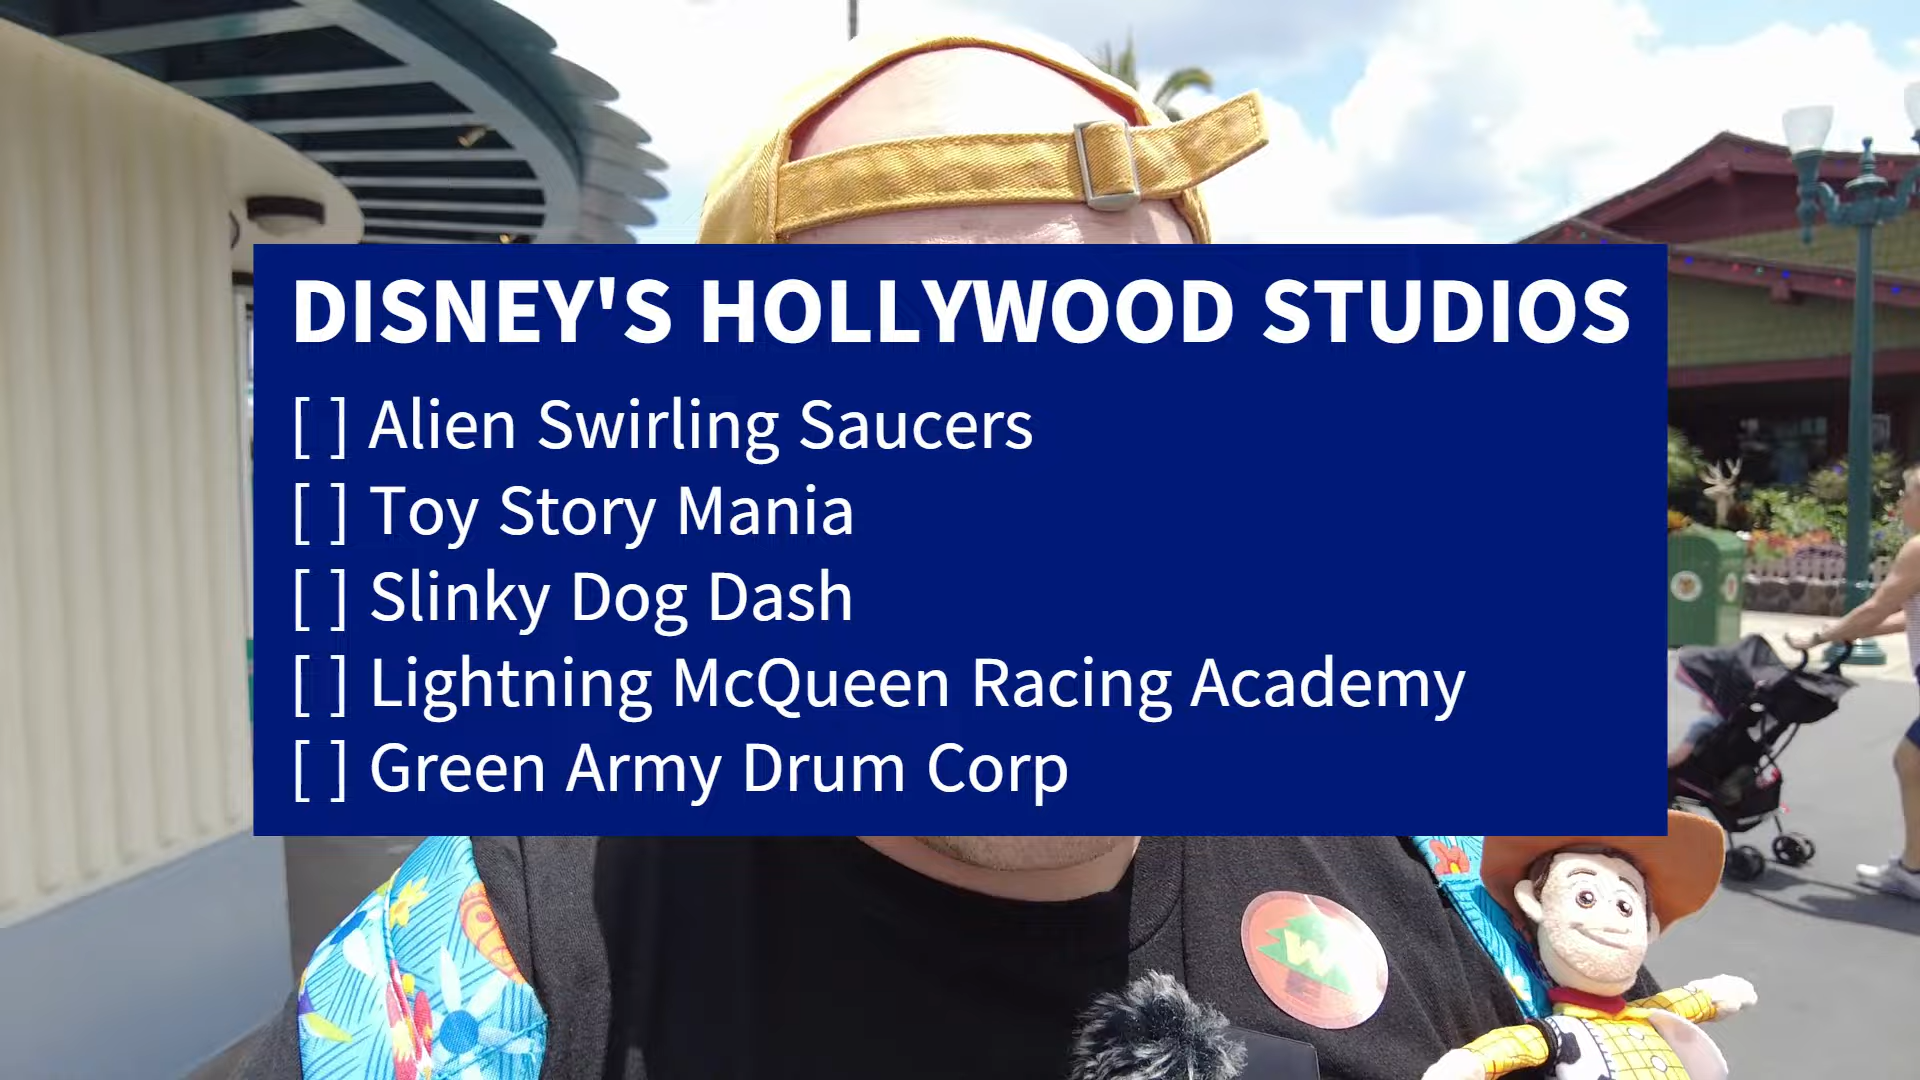 DISNEY'S HOLLYWOOD STUDIOS
[ ] Alien Swirling Saucers
[ ] Toy Story Mania
[ ] Slinky Dog Dash
[ ] Lightning McQueen Racing Academy
[ ] Green Army Drum Corp
W